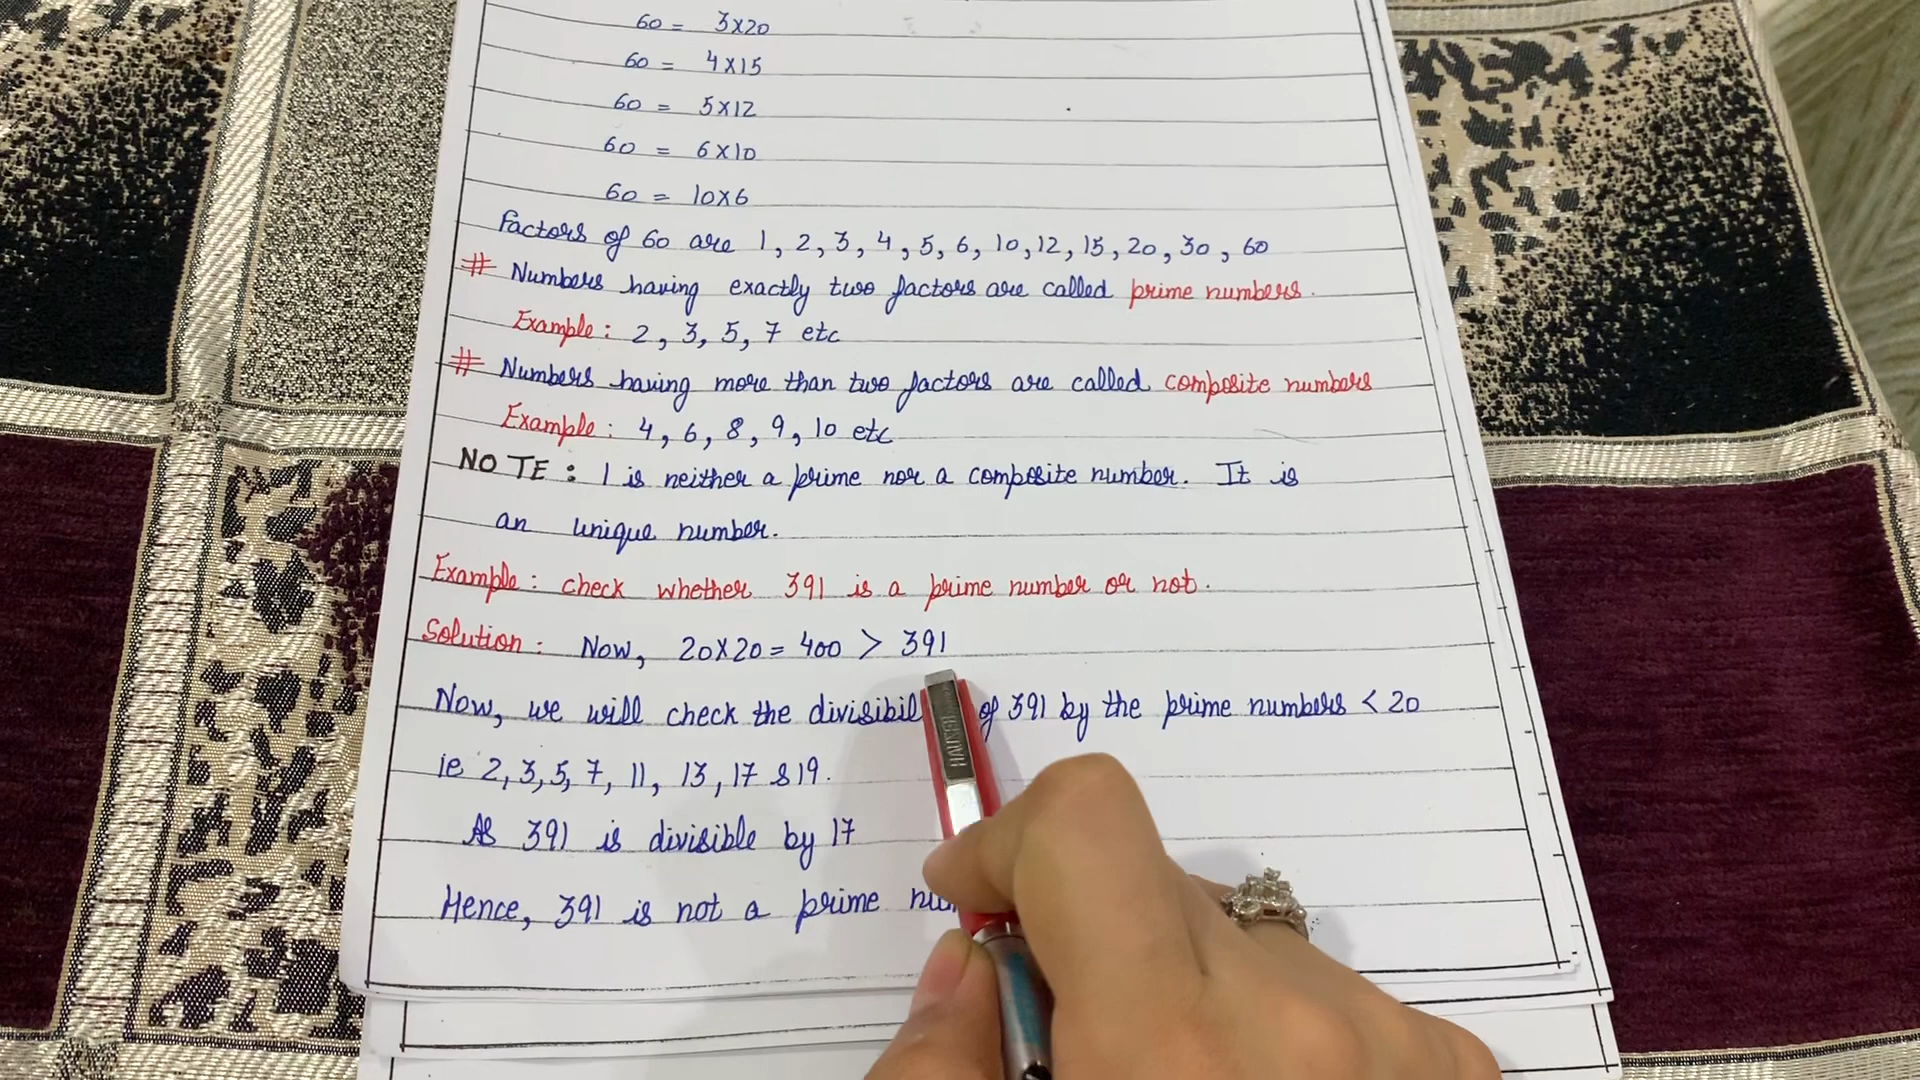 60 = 3x20
60 = 4x15
60 = 5x12
60 = 6x10
60 = 10x6
Factors of 60 are 1, 2, 3, 4, 5, 6, 10, 12, 15, 20, 30, 60
# Numbers having exactly two factors are called prime numbers.
Example: 2, 3, 5, 7 etc
# Numbers having more than two factors are called composite numbers
Example: 4, 6, 8, 9, 10 etc
NOTE: 1 is neither a prime nor a composite number. It is
an unique number.
Example: check whether 391 is a prime number or not.
Solution: Now, 20x20 = 400 > 391
Now, we will check the divisibil of 391 by the prime numbers < 20
ie 2, 3, 5, 7, 11, 13, 17 & 19.
As 391 is divisible by 17
Hence, 391 is not a prime